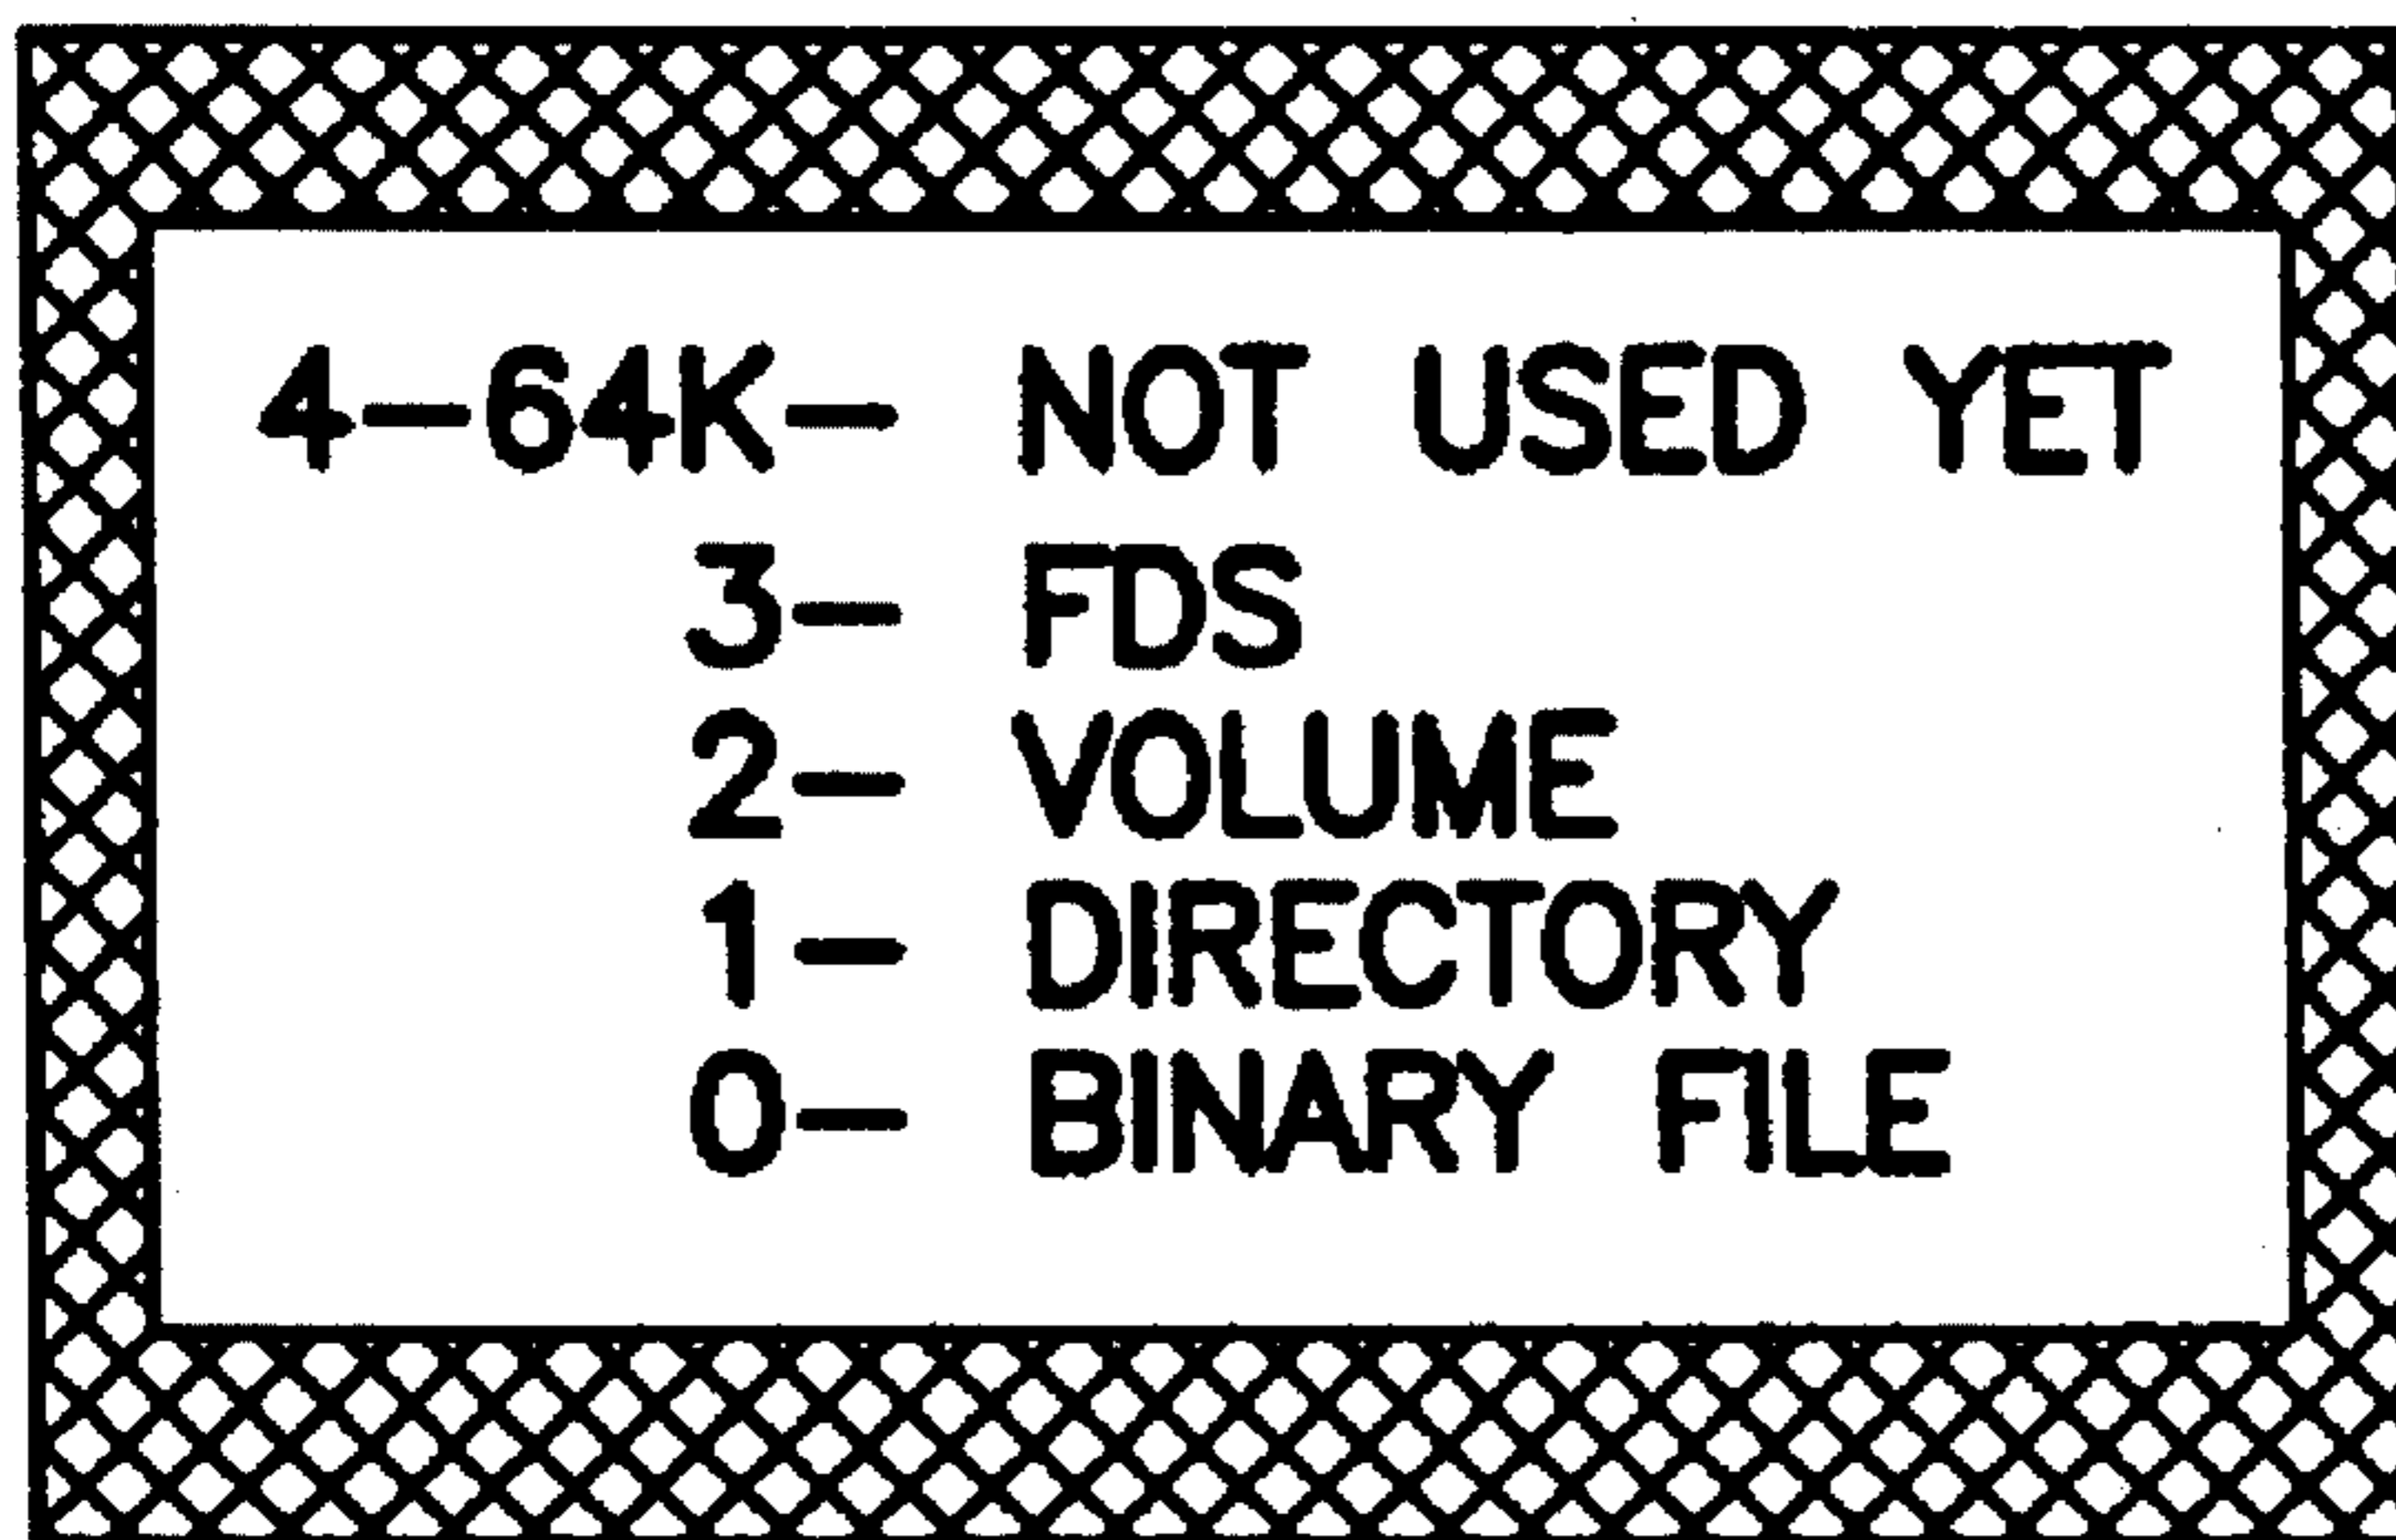 4-64K- NOT USED YET
3- FDS
2- VOLUME
1- DIRECTORY
0- BINARY FILE